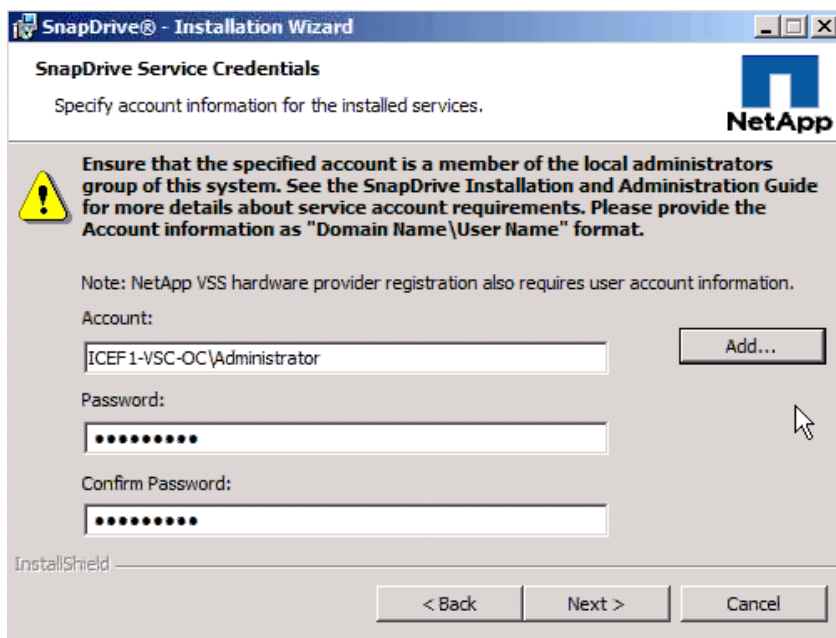 SnapDrive® - Installation Wizard
SnapDrive Service Credentials
Specify account information for the installed services.
NetApp
Ensure that the specified account is a member of the local administrators
group of this system. See the SnapDrive Installation and Administration Guide
for more details about service account requirements. Please provide the
Account information as "Domain Name\User Name" format.
Note: NetApp VSS hardware provider registration also requires user account information.
Account:
ICEF1-VSC-OC\Administrator
Add...
Password:
•••••••••
Confirm Password:
•••••••••
InstallShield
< Back
Next >
Cancel